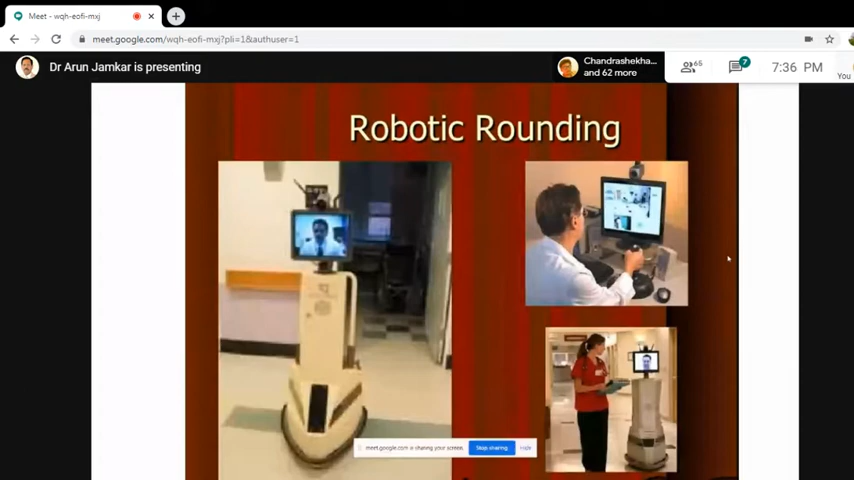 Meet - wqh-eofi-mxj
meet.google.com/wqh-eofi-mxj?pli=1&authuser=1
Dr Arun Jamkar is presenting
Chandrashekha...
and 62 more
65
7
7:36 PM
You
Robotic Rounding
meet.google.com is sharing your screen.
Stop sharing
Hide